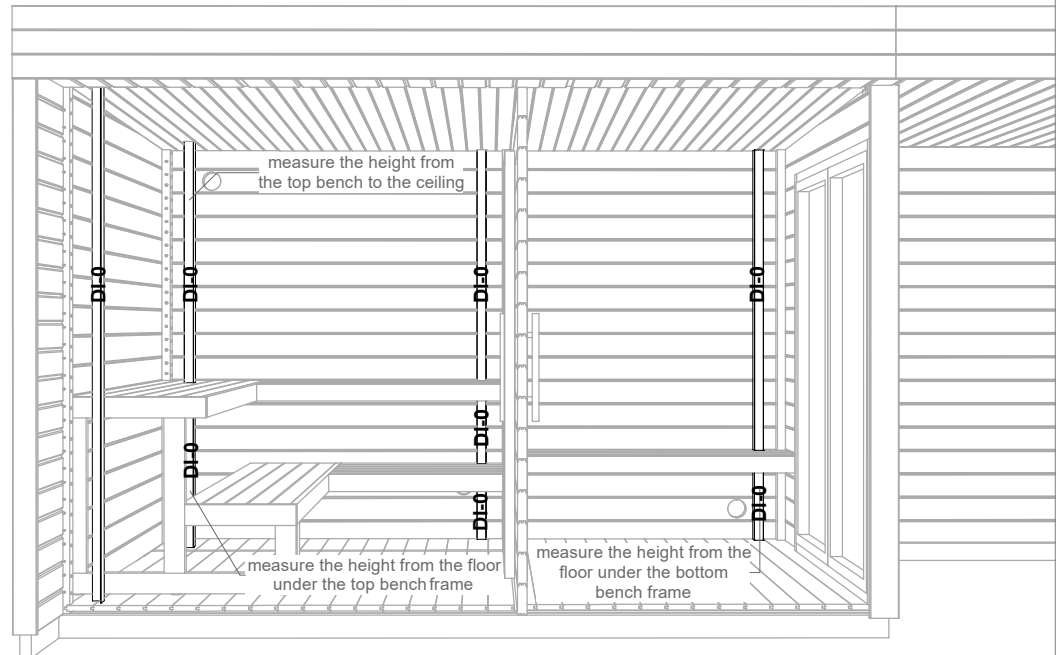 measure the height from
the top bench to the ceiling
DI-0
DI-0
DI-0
DI-0
DI-0
DI-0
DI-0
DI-0
measure the height from the floor
under the top bench frame
measure the height from the
floor under the bottom
bench frame